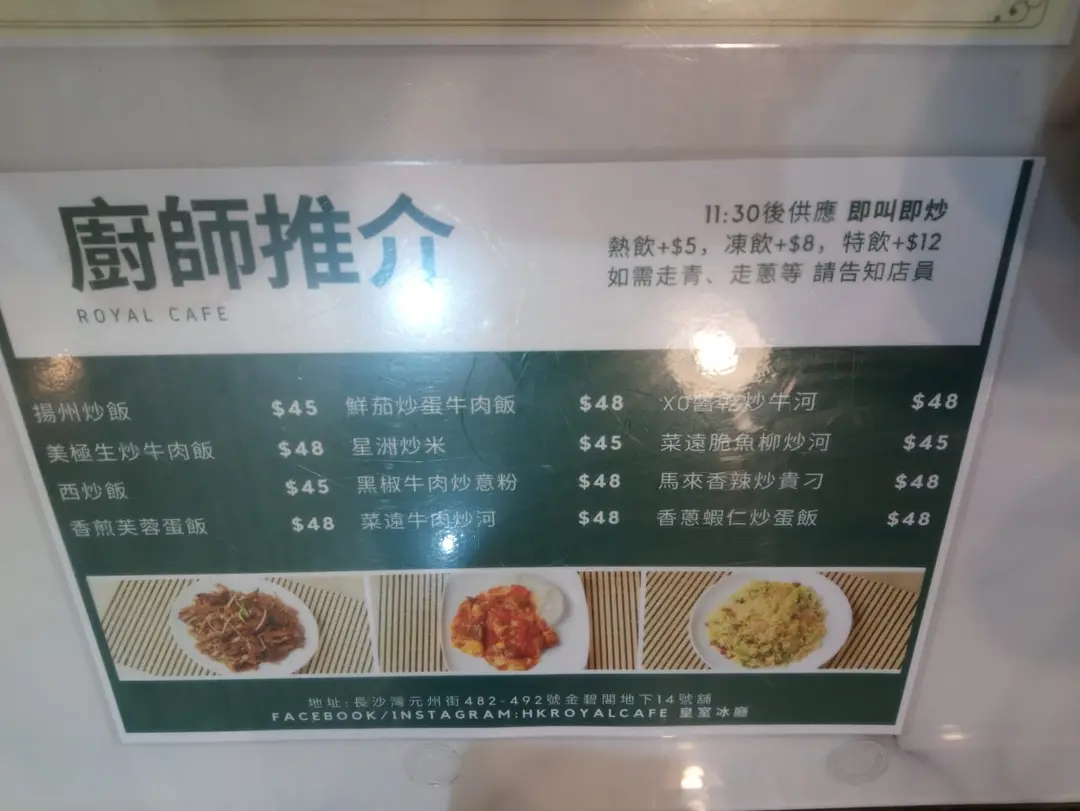 廚師推介
ROYAL CAFE
11:30後供應 即叫即炒
熱飲+$5, 凍飲+$8, 特飲+$12
如需走青、走蔥等 請告知店員
揚州炒飯 $45
美極生炒牛肉飯 $48
西炒飯 $45
香煎芙蓉蛋飯 $48
鮮茄炒蛋牛肉飯 $48
星洲炒米 $45
黑椒牛肉炒意粉 $48
菜遠牛肉炒河 $48
XO醬乾炒牛河 $48
菜遠脆魚柳炒河 $45
馬來香辣炒貴刁 $48
香蔥蝦仁炒蛋飯 $48
地址:長沙灣元州街482-492號金碧閣地下14號舖
FACEBOOK/INSTAGRAM:HKROYALCAFE 皇室冰廳